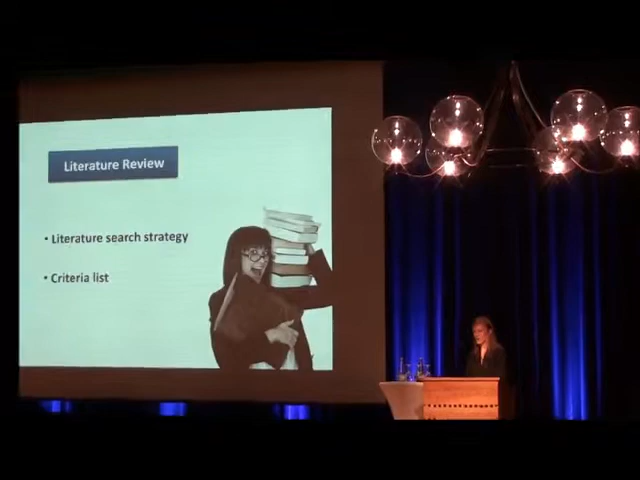 Literature Review
• Literature search strategy
• Criteria list